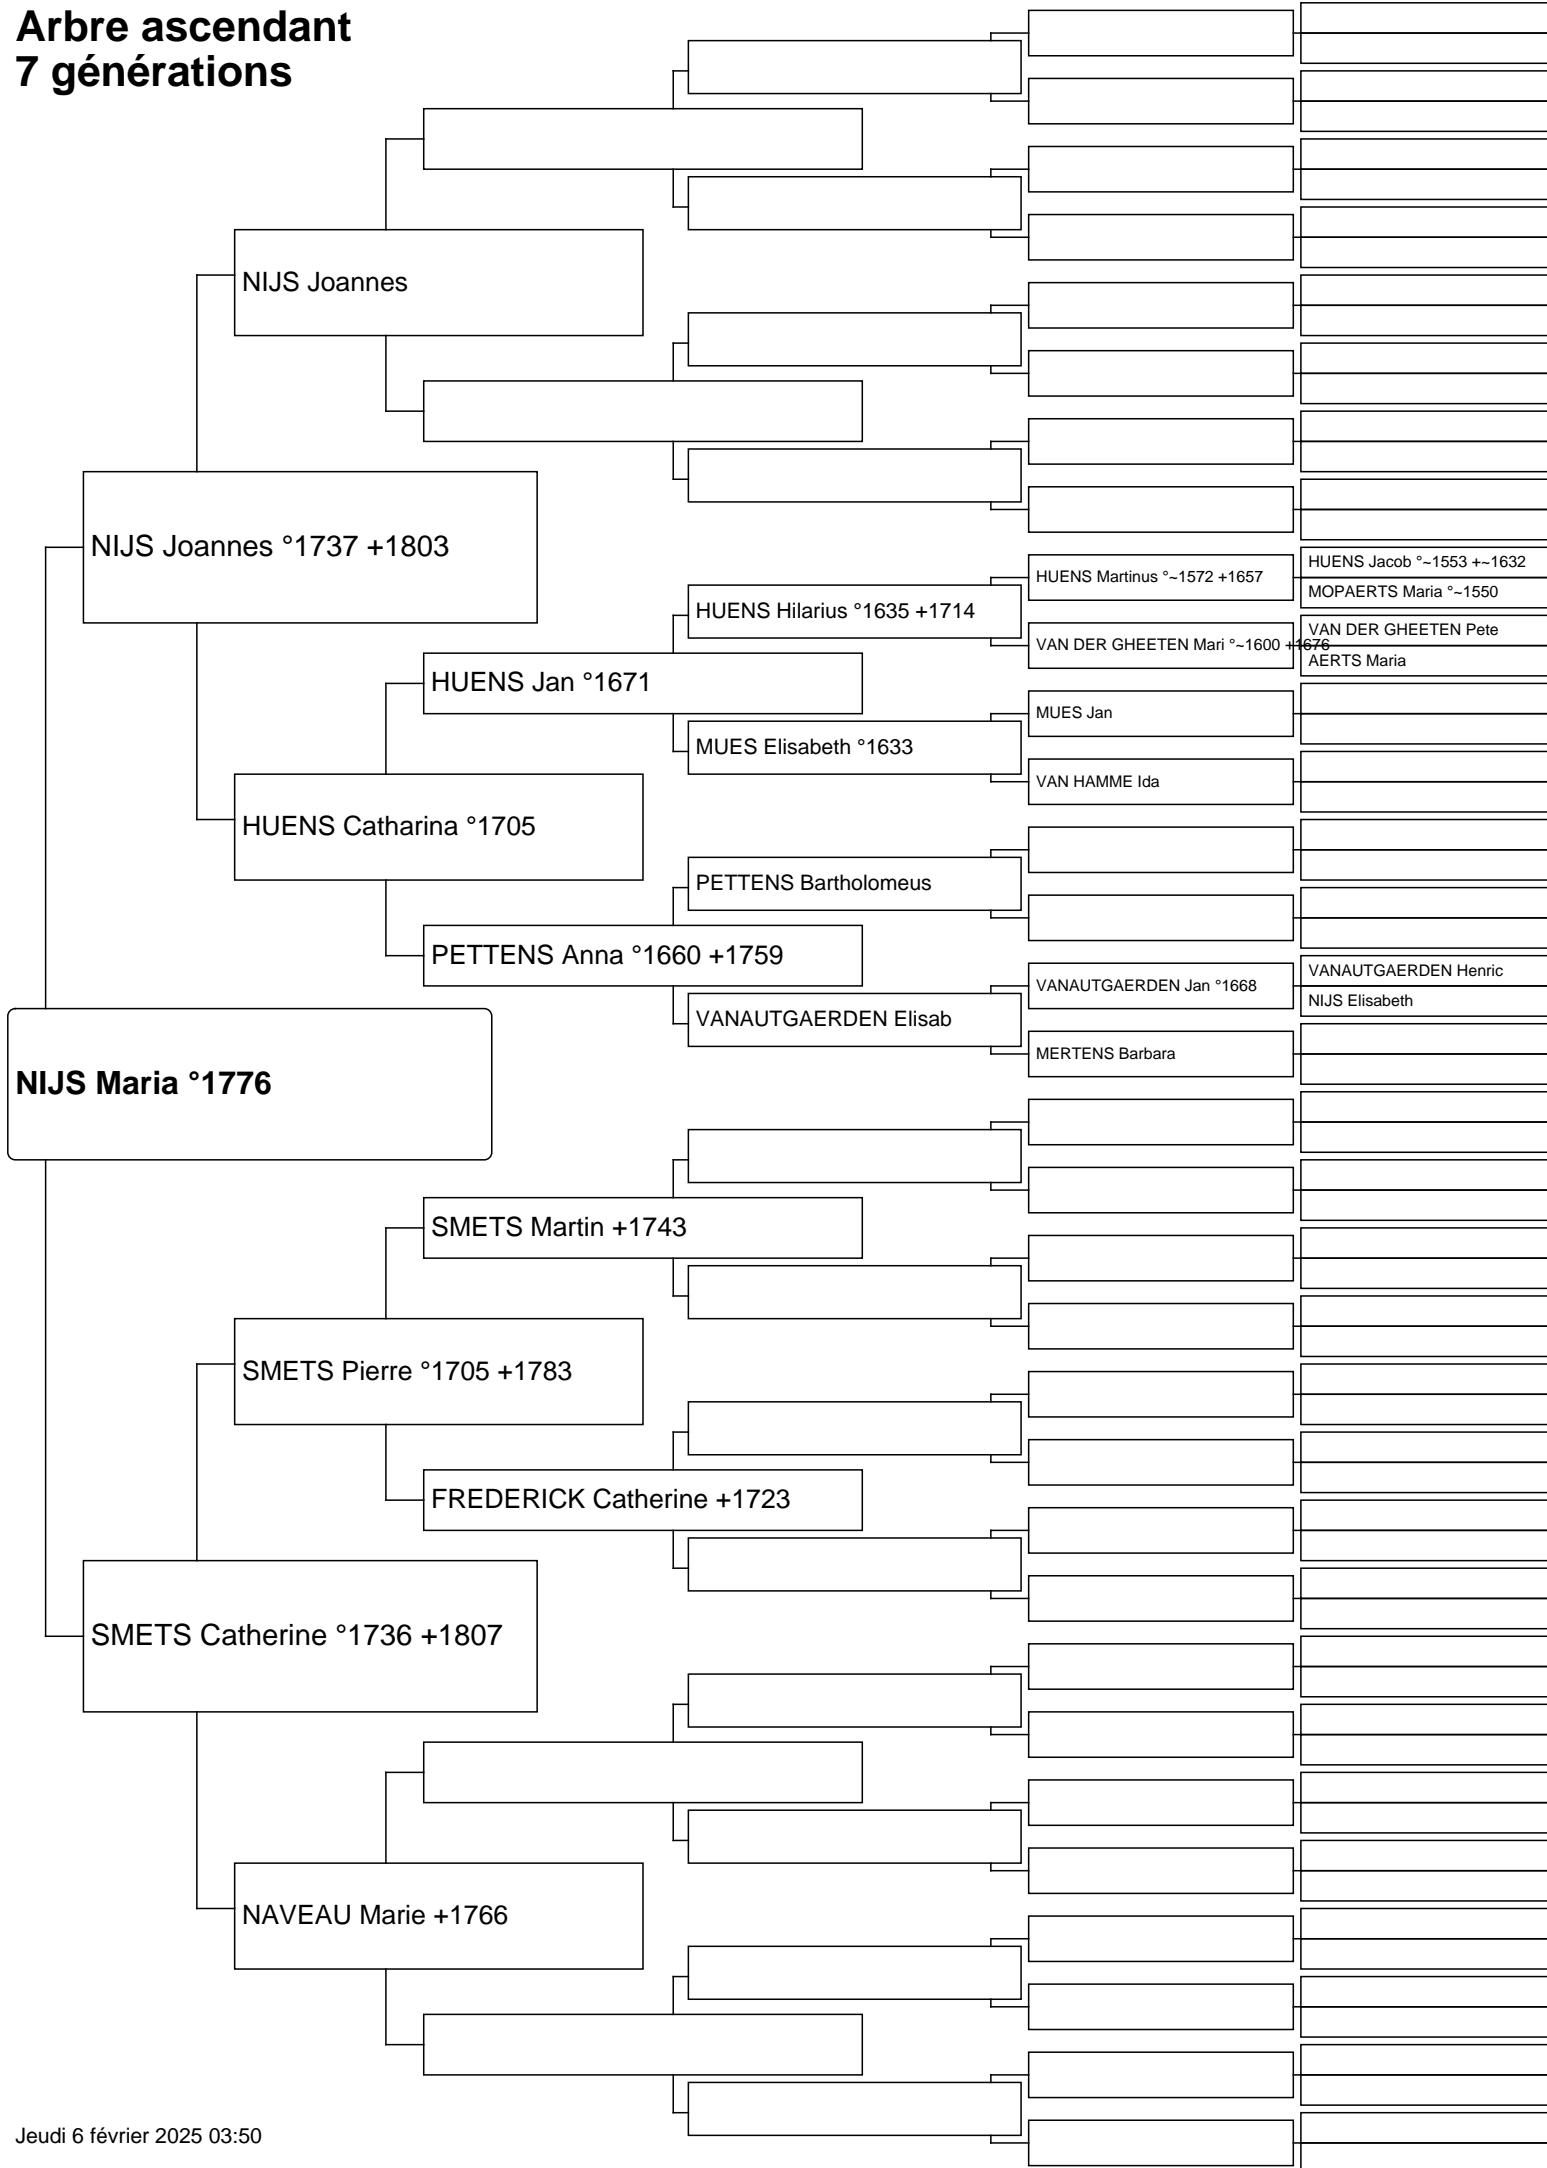 Arbre ascendant
7 générations
NIJS Joannes
NIJS Joannes °1737 +1803
HUENS Jacob °~1553 +~1632
HUENS Martinus °~1572 +1657
MOPAERTS Maria °~1550
HUENS Hilarius °1635 +1714
VAN DER GHEETEN Pete
VAN DER GHEETEN Mari °~1600 +1676
AERTS Maria
HUENS Jan °1671
MUES Jan
MUES Elisabeth °1633
VAN HAMME Ida
HUENS Catharina °1705
PETTENS Bartholomeus
PETTENS Anna °1660 +1759
VANAUTGAERDEN Henric
VANAUTGAERDEN Jan °1668
NIJS Elisabeth
VANAUTGAERDEN Elisab
MERTENS Barbara
NIJS Maria °1776
SMETS Martin +1743
SMETS Pierre °1705 +1783
FREDERICK Catherine +1723
SMETS Catherine °1736 +1807
NAVEAU Marie +1766
Jeudi 6 février 2025 03:50